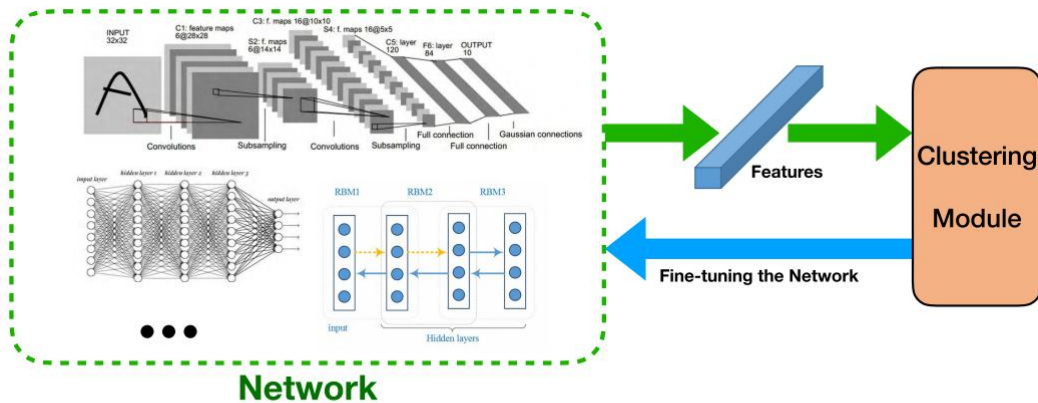 INPUT
32x32
C1: feature maps
6@28x28
S2: f. maps
6@14x14
C3: f. maps 16@10x10
S4: f. maps 16@5x5
C5: layer
120
F6: layer
84
OUTPUT
10
Convolutions
Subsampling
Convolutions
Subsampling
Full connection
Full connection
Gaussian connections
input layer
hidden layer 1
hidden layer 2
hidden layer 3
output layer
RBM1
RBM2
RBM3
input
Hidden layers
Network
Features
Fine-tuning the Network
Clustering
Module